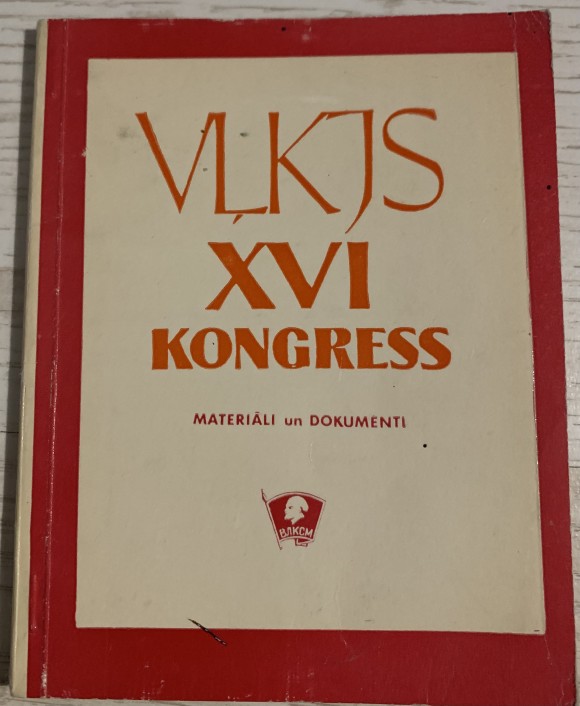 VĻKJS
XVI
KONGRESS
MATERIĀLI un DOKUMENTI
ВЛКСМ